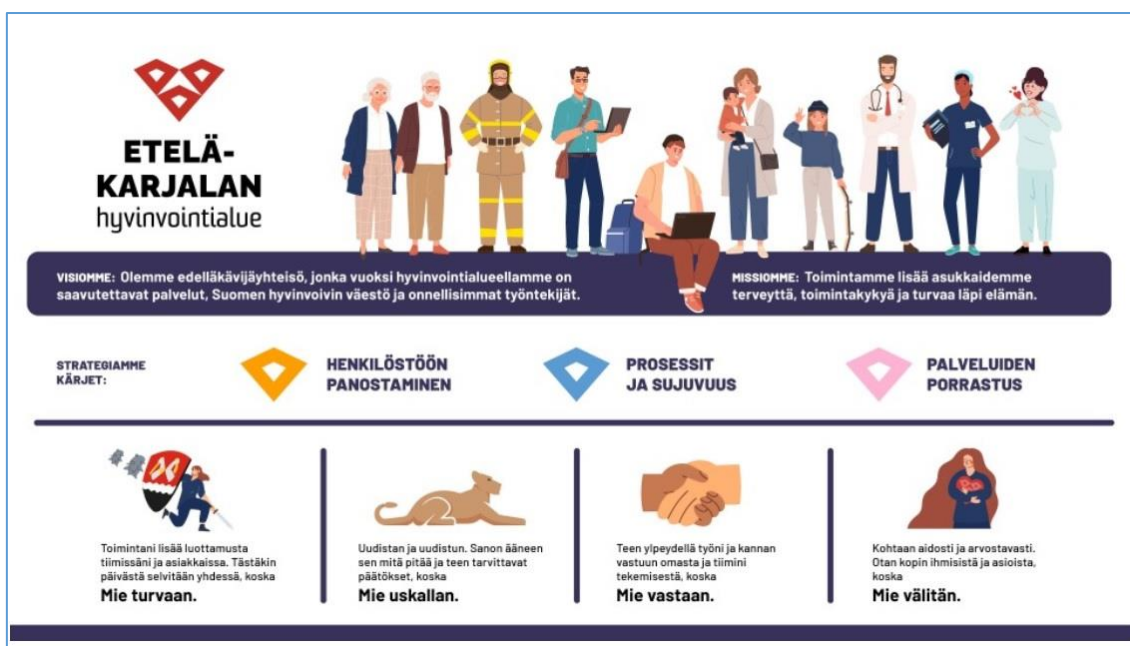 ETELÄ-
KARJALAN
hyvinvointialue
VISIOMME: Olemme edelläkävijäyhteisö, jonka vuoksi hyvinvointialueellamme on
saavutettavat palvelut, Suomen hyvinvoivin väestö ja onnellisimmat työntekijät.
MISSIOMME: Toimintamme lisää asukkaidemme
terveyttä, toimintakykyä ja turvaa läpi elämän.
STRATEGIAMME
KÄRJET:
HENKILÖSTÖÖN
PANOSTAMINEN
PROSESSIT
JA SUJUVUUS
PALVELUIDEN
PORRASTUS
Toimintani lisää luottamusta
tiimissäni ja asiakkaissa. Tästäkin
päivästä selvitään yhdessä, koska
Mie turvaan.
Uudistan ja uudistun. Sanon ääneen
sen mitä pitää ja teen tarvittavat
päätökset, koska
Mie uskallan.
Teen ylpeydellä työni ja kannan
vastuun omasta ja tiimini
tekemisestä, koska
Mie vastaan.
Kohtaan aidosti ja arvostavasti.
Otan kopin ihmisistä ja asioista,
koska
Mie välitän.